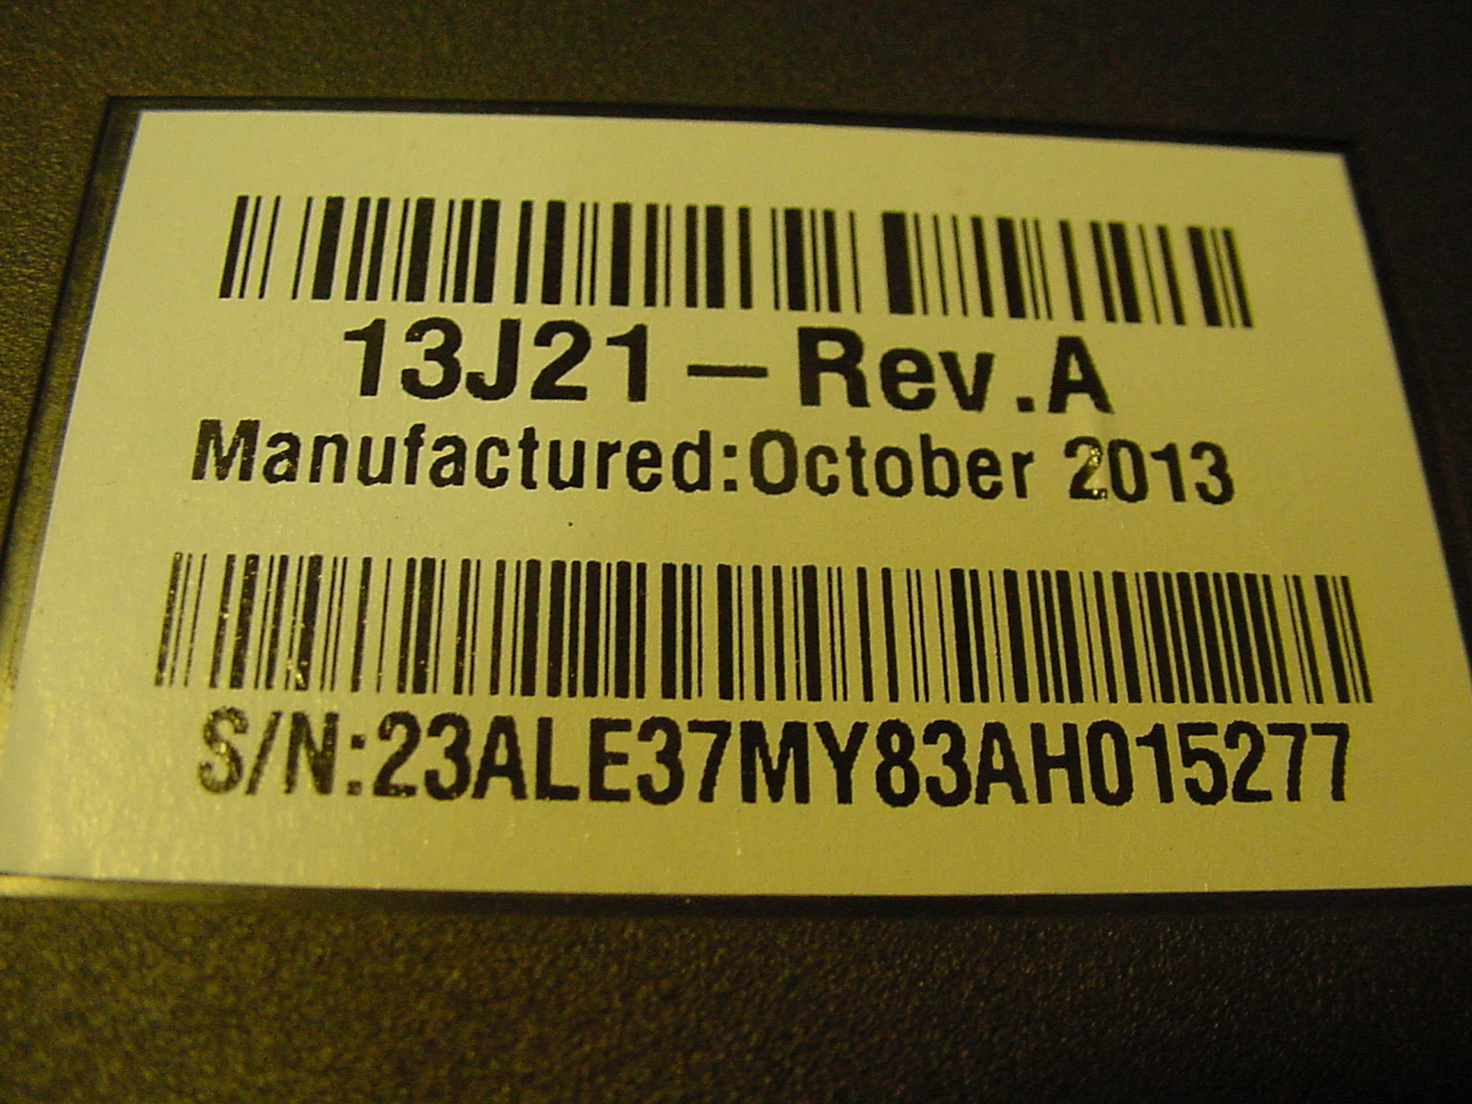 13J21 – Rev.A
Manufactured:October 2013
S/N:23ALE37MY83AH015277